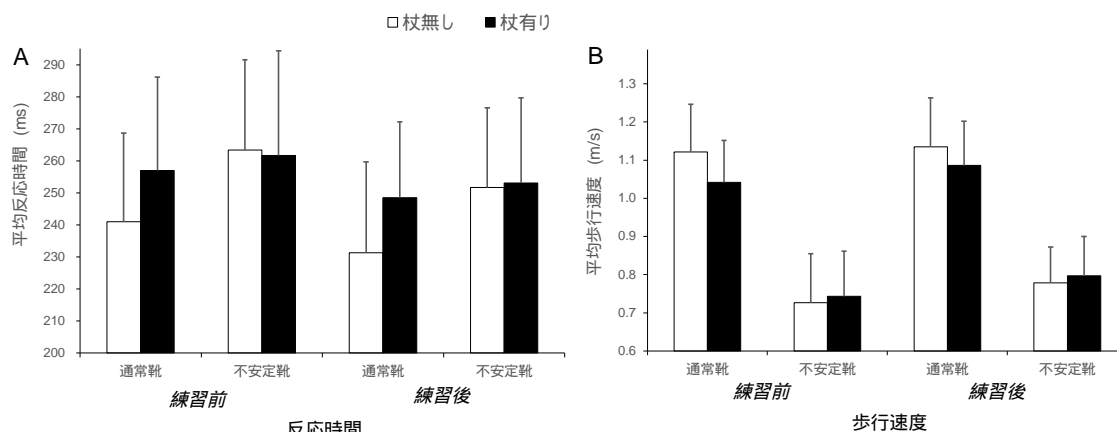 杖無し 杖有り
A
平均反応時間 (ms)
290
280
270
260
250
240
230
220
210
200
通常靴 不安定靴 通常靴 不安定靴
練習前 練習後
反応時間
B
平均歩行速度 (m/s)
1.3
1.2
1.1
1.0
0.9
0.8
0.7
0.6
通常靴 不安定靴 通常靴 不安定靴
練習前 練習後
歩行速度